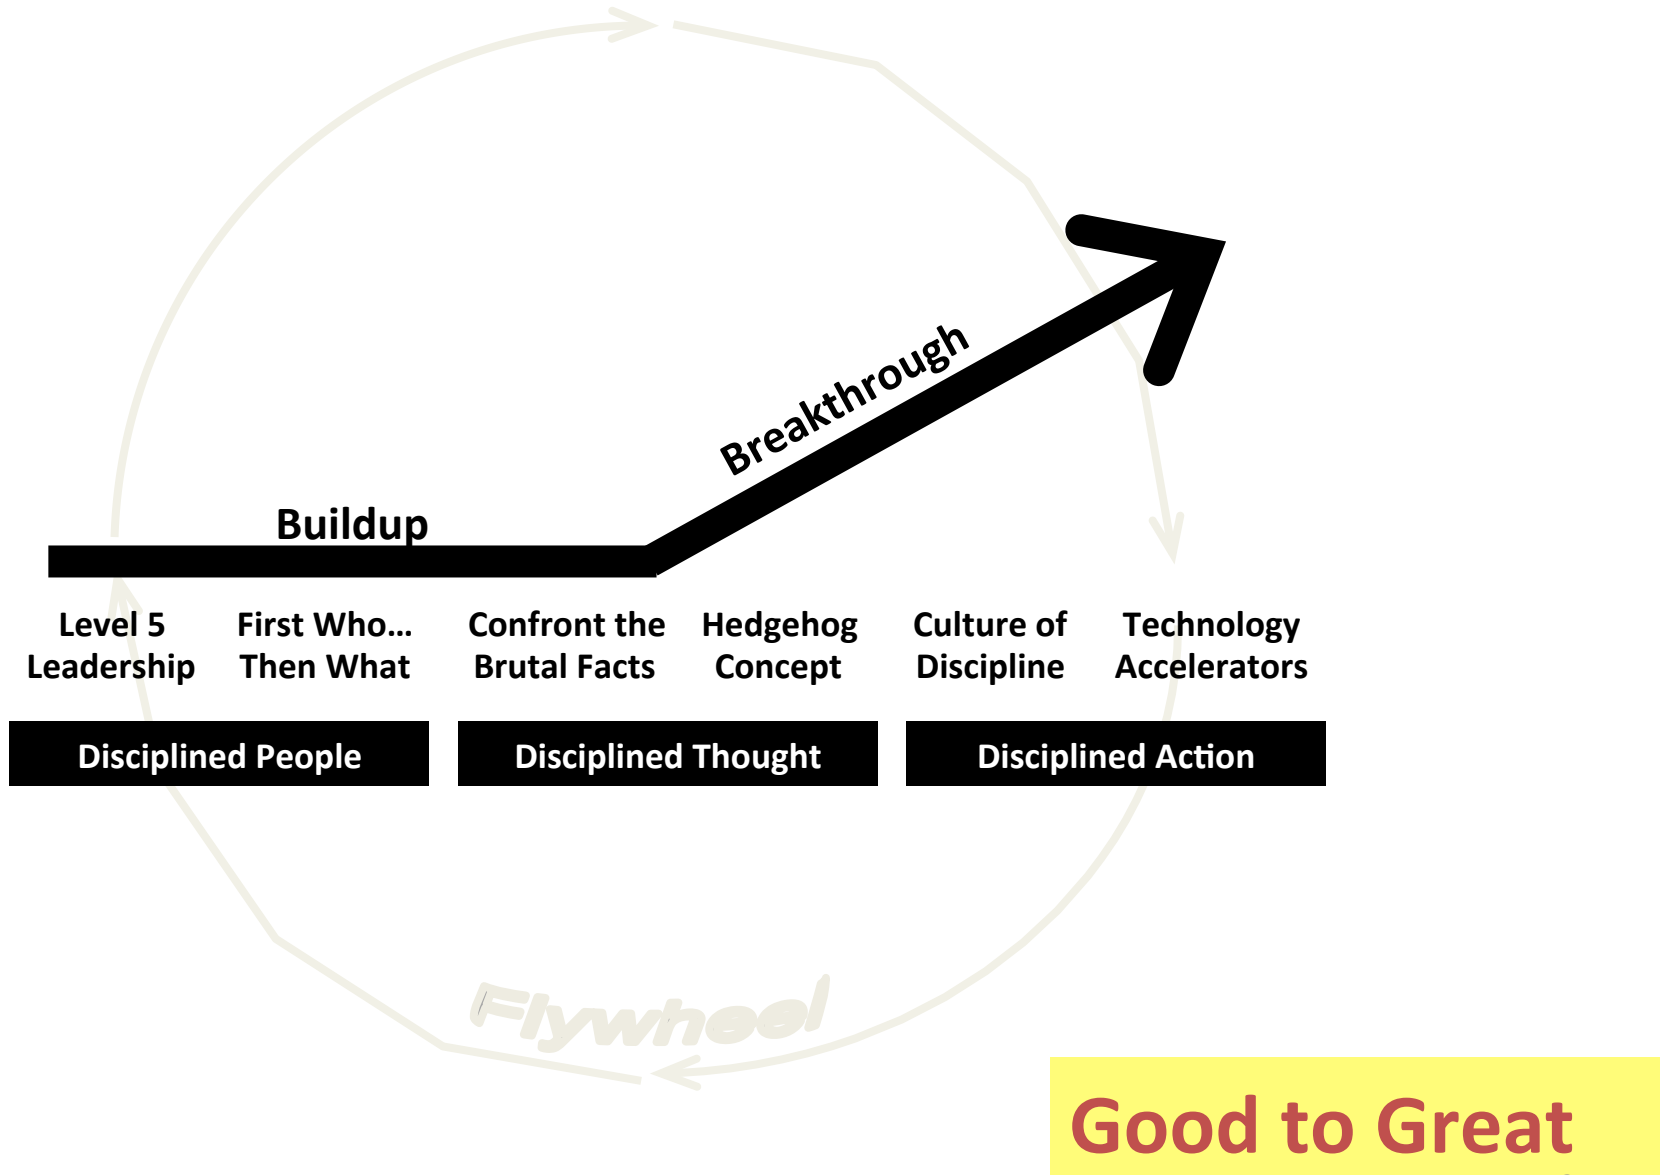 Breakthrough
Buildup
Level 5
Leadership
First Who...
Then What
Confront the
Brutal Facts
Hedgehog
Concept
Culture of
Discipline
Technology
Accelerators
Disciplined People
Disciplined Thought
Disciplined Action
Flywheel
Good to Great